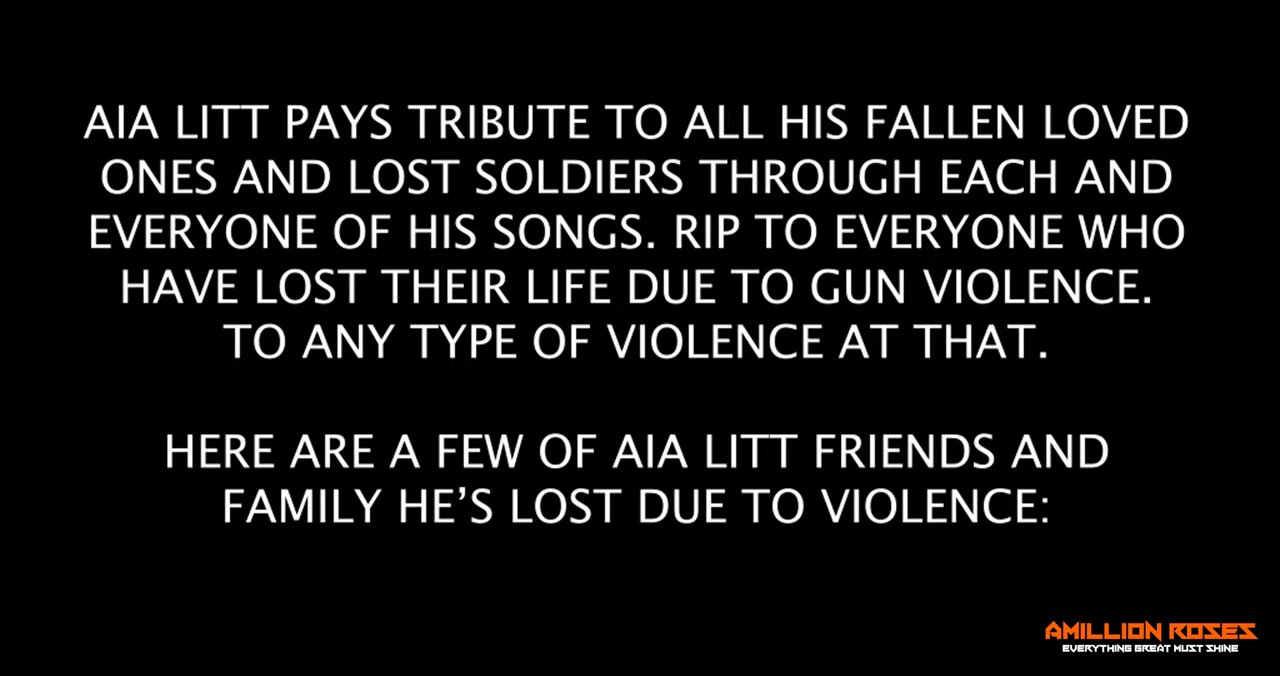 AIA LITT PAYS TRIBUTE TO ALL HIS FALLEN LOVED
ONES AND LOST SOLDIERS THROUGH EACH AND
EVERYONE OF HIS SONGS. RIP TO EVERYONE WHO
HAVE LOST THEIR LIFE DUE TO GUN VIOLENCE.
TO ANY TYPE OF VIOLENCE AT THAT.
HERE ARE A FEW OF AIA LITT FRIENDS AND
FAMILY HE'S LOST DUE TO VIOLENCE:
AMILLION ROSES
EVERYTHING GREAT MUST SHINE